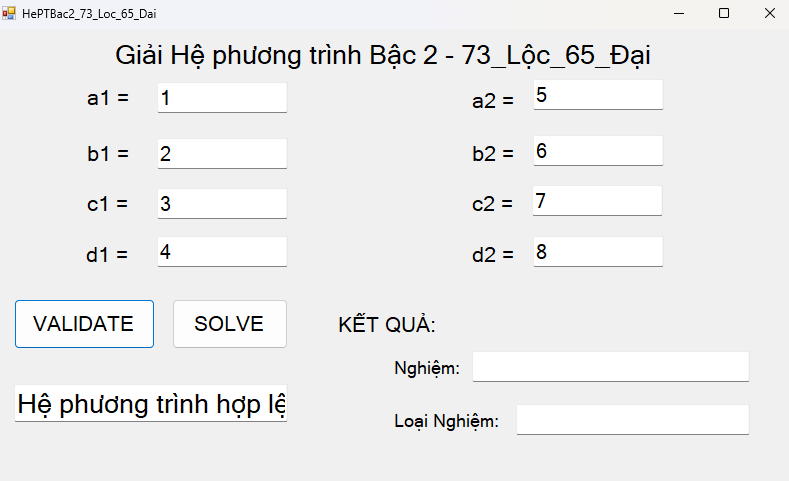 HePTBac2_73_Loc_65_Dai
Giải Hệ phương trình Bậc 2 - 73_Lộc_65_Đại
a1 = 1
a2 = 5
b1 = 2
b2 = 6
c1 = 3
c2 = 7
d1 = 4
d2 = 8
VALIDATE
SOLVE
KẾT QUẢ:
Nghiệm:
Hệ phương trình hợp lệ
Loại Nghiệm: